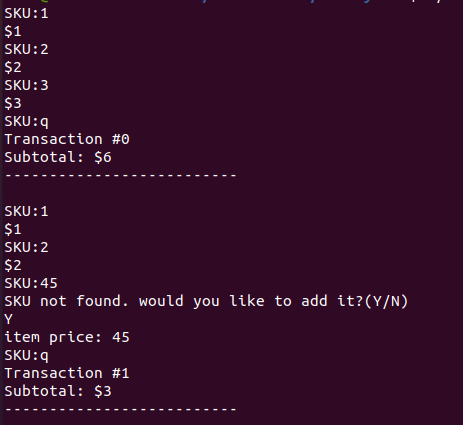 SKU:1
$1
SKU:2
$2
SKU:3
$3
SKU:q
Transaction #0
Subtotal: $6
--------------------------
SKU:1
$1
SKU:2
$2
SKU:45
SKU not found. would you like to add it?(Y/N)
Y
item price: 45
SKU:q
Transaction #1
Subtotal: $3
--------------------------